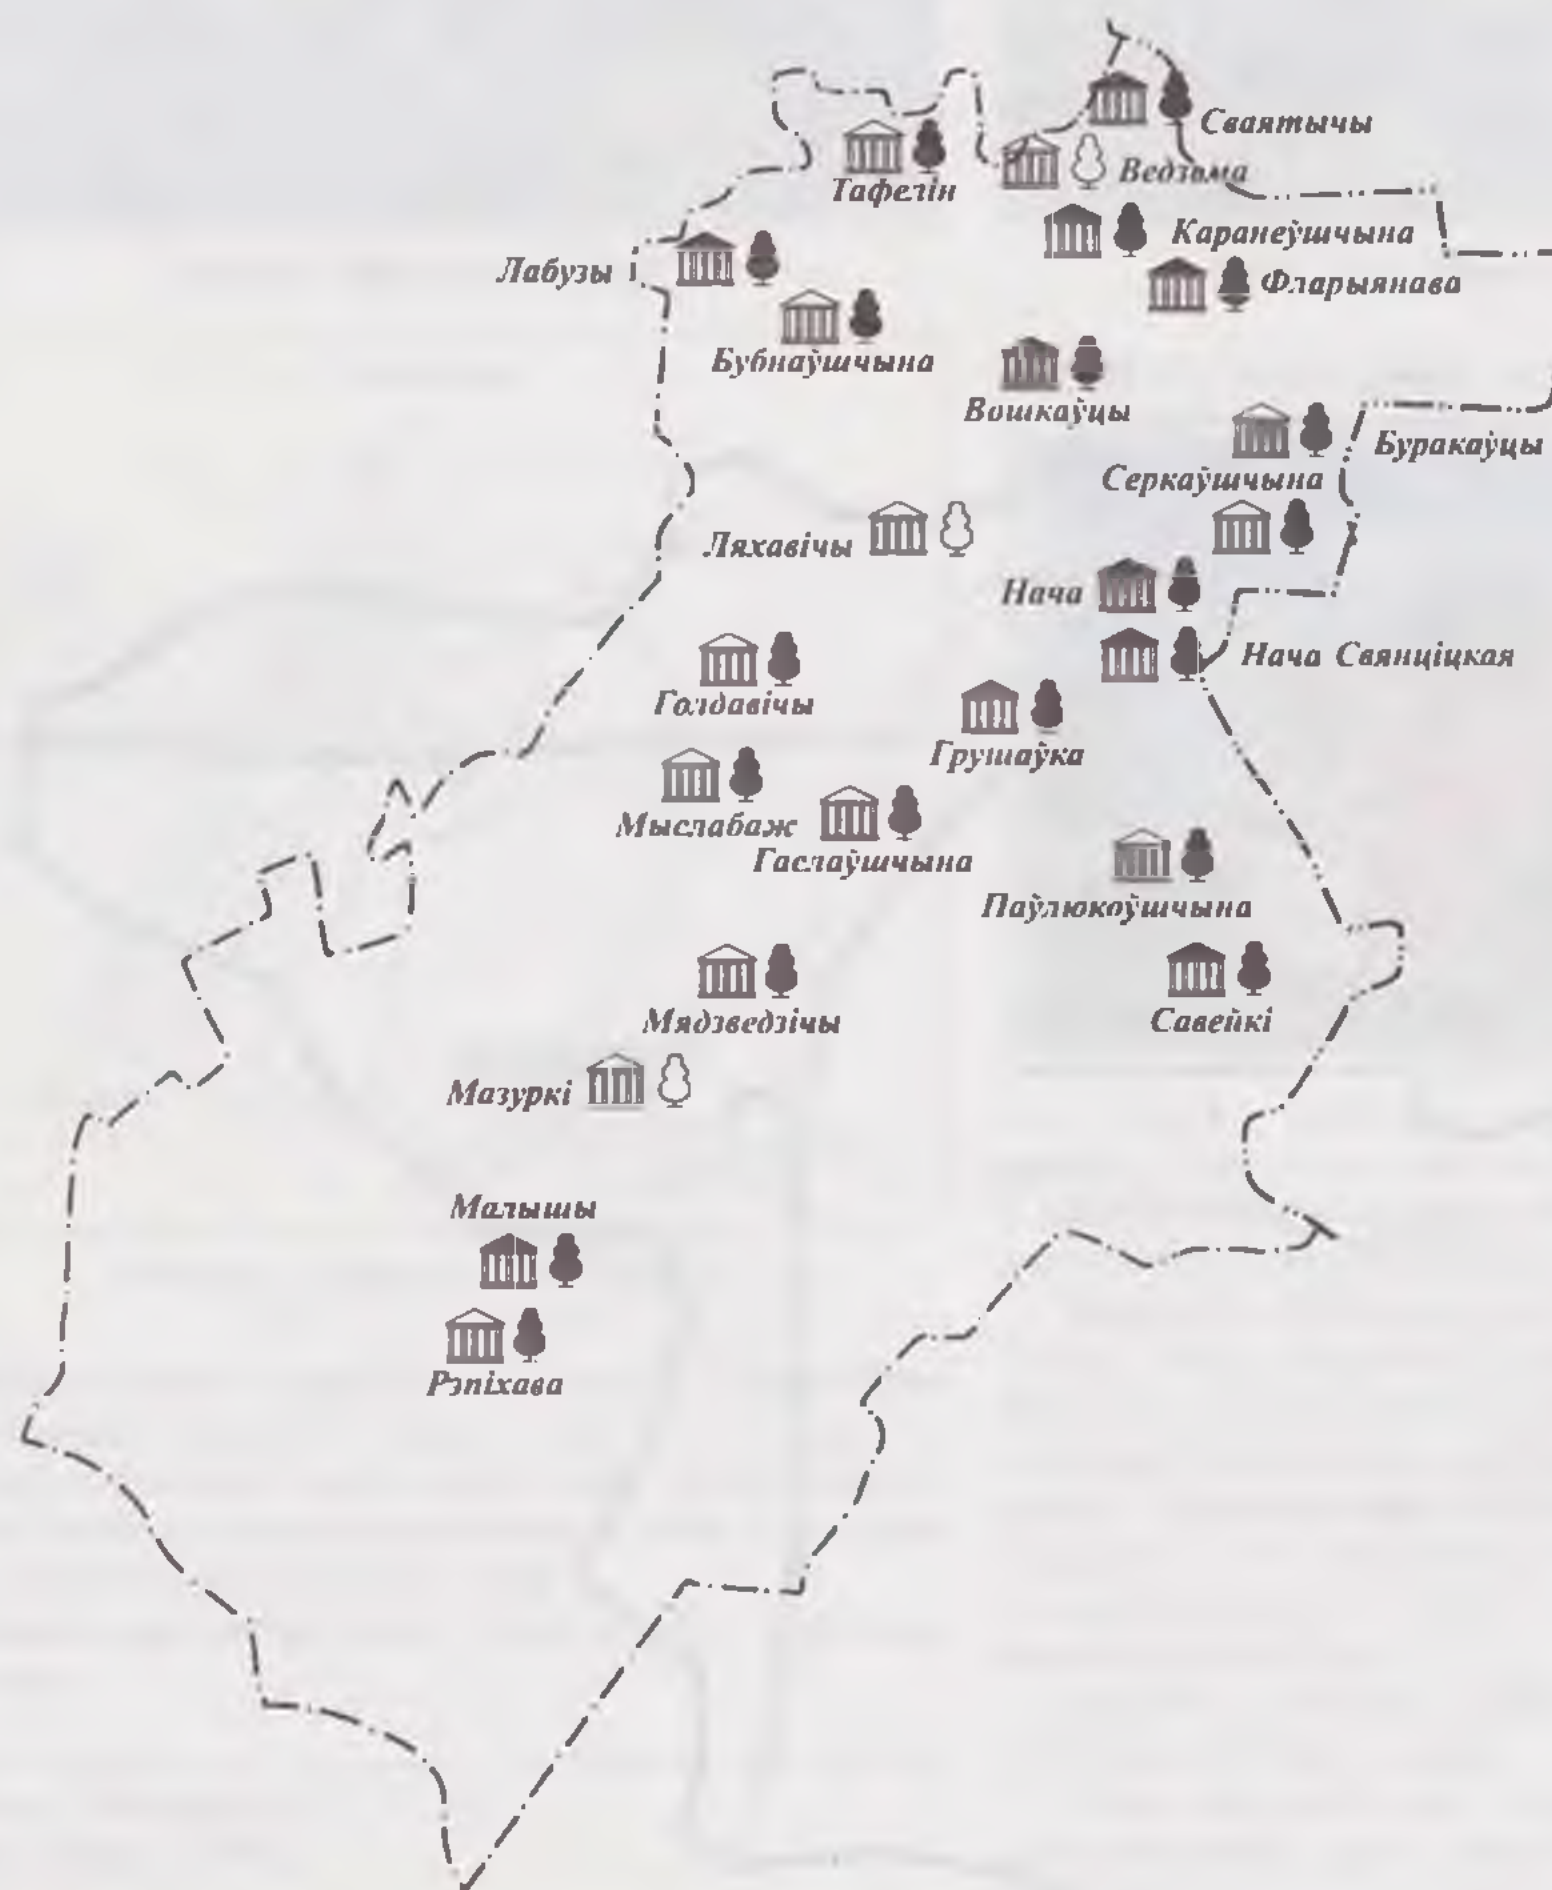 Сваятычы
Ведзьма
Тафелін
Каранеўшчына
Лабузы
Фларыянава
Бубнаўшчына
Вошкаўцы
Буракаўцы
Серкаўшчына
Ляхавічы
Нача
Нача Свянціцкая
Голдавічы
Грушаўка
Мыслабаж
Гаслаўшчына
Паўлюкоўшчына
Мядзведзічы
Савейкі
Мазуркі
Малышы
Рэпіхава